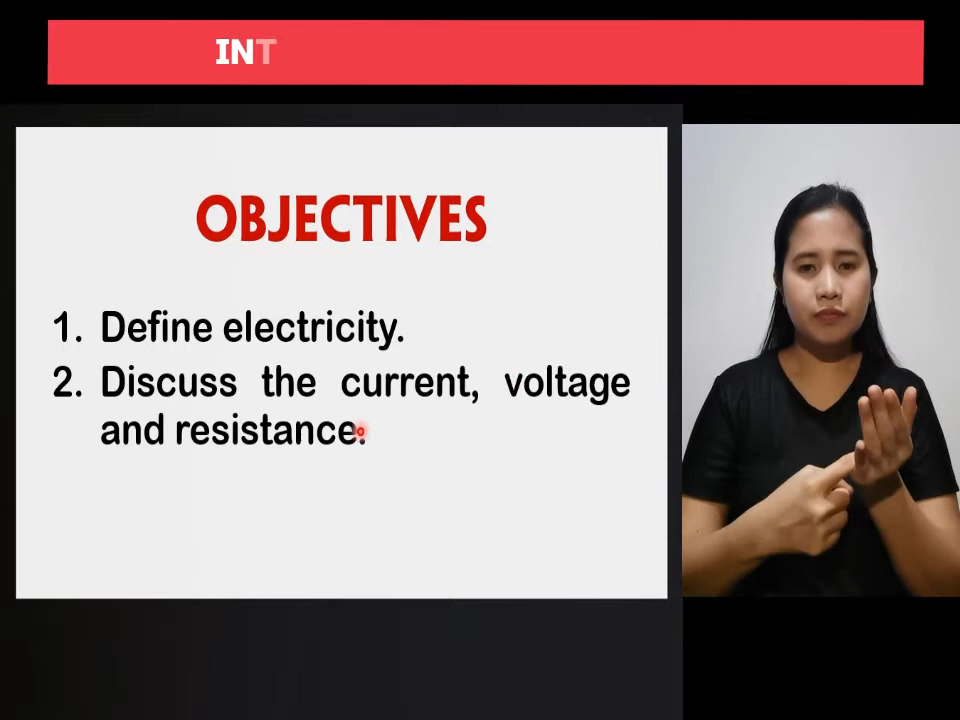 INT
OBJECTIVES
1. Define electricity.
2. Discuss the current, voltage
and resistance.